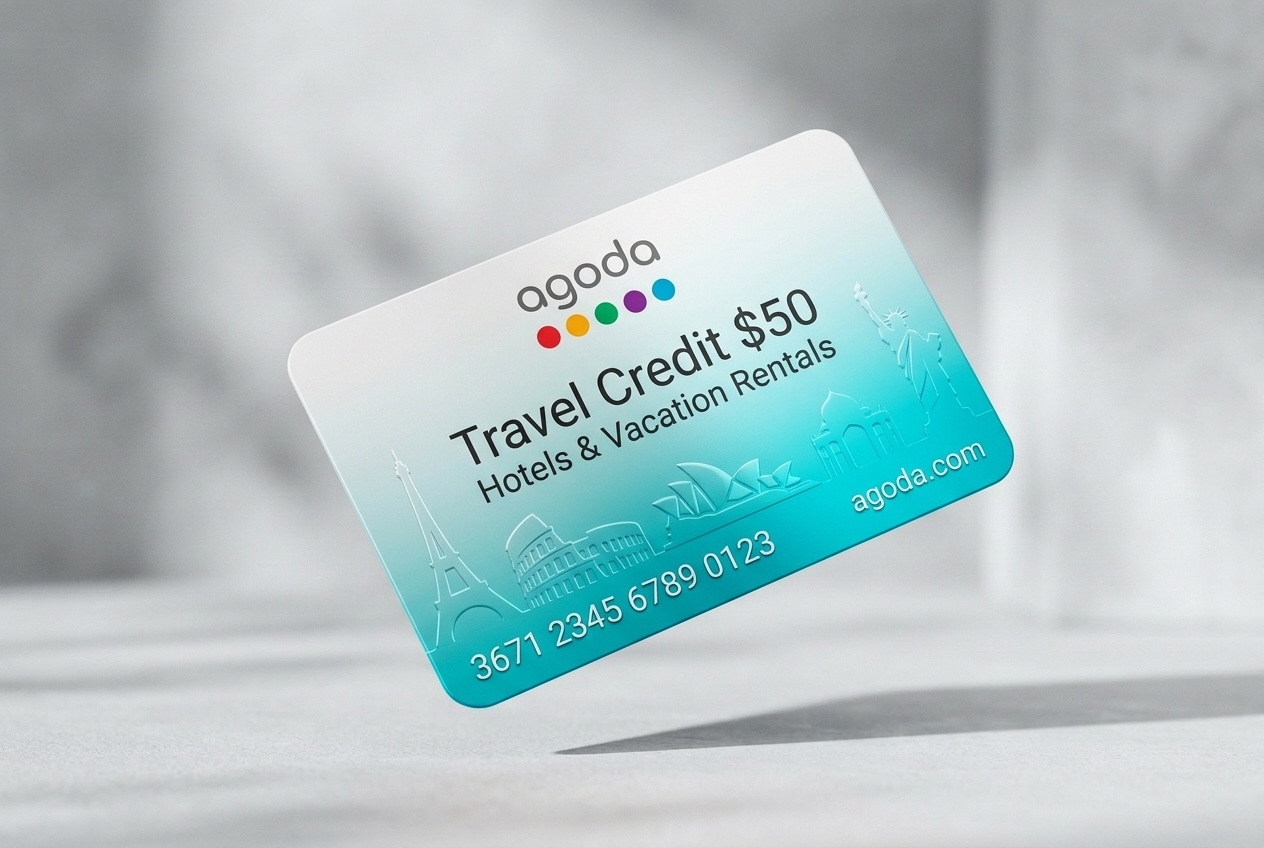 agoda
Travel Credit $50
Hotels & Vacation Rentals
agoda.com
3671 2345 6789 0123